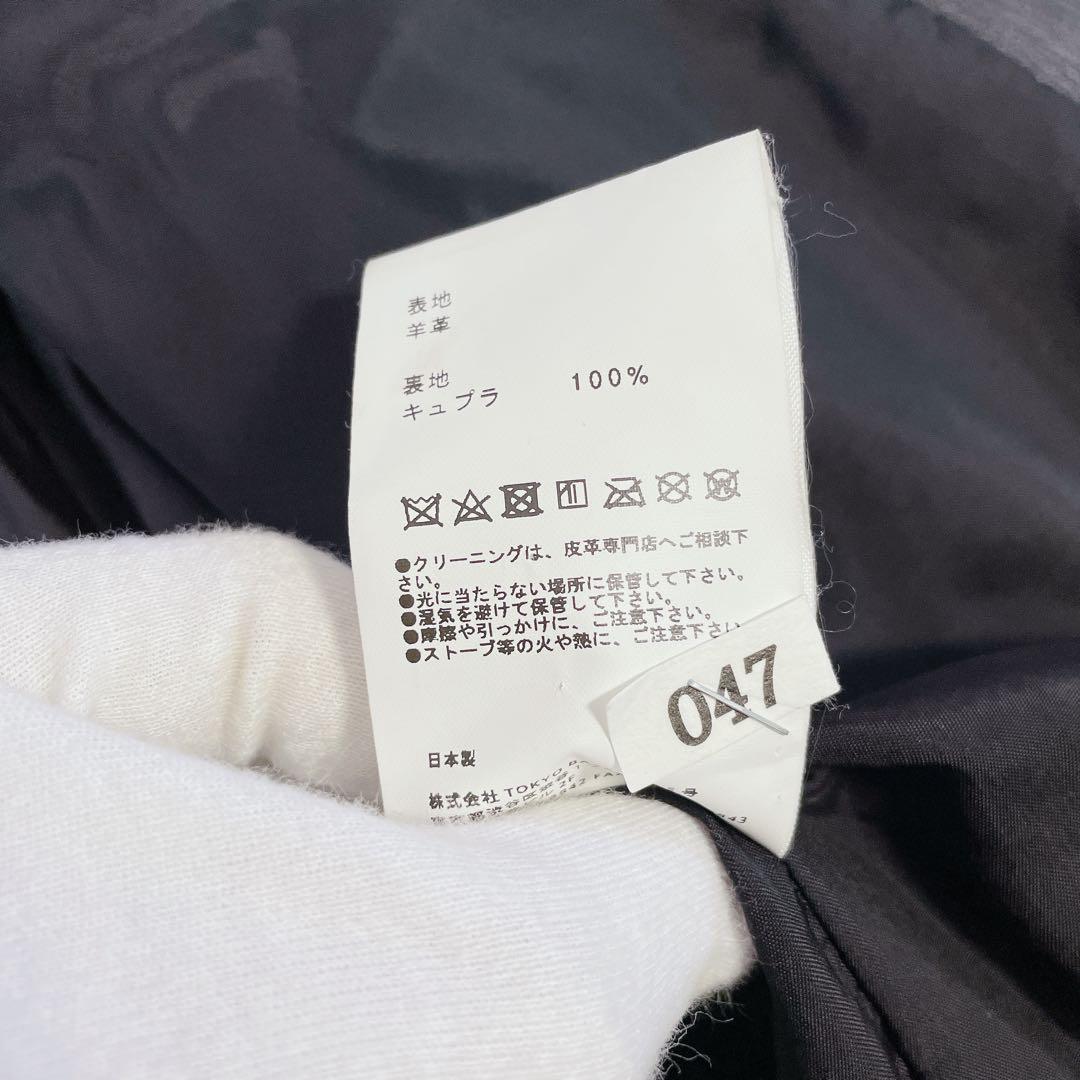 表地
羊革
裏地
キュプラ 100%
●クリーニングは、皮革専門店へご相談下
さい。
●光に当たらない場所に保管して下さい。
●湿気を避けて保管して下さい。
●摩擦や引っかけに、ご注意下さい。
●ストーブ等の火や熱に、ご注意下さい
047
日本製
株式会社 TOKYO B